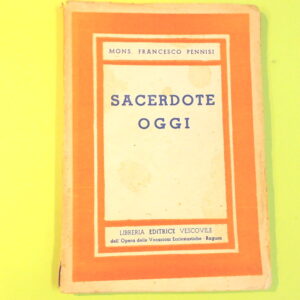 MONS FRANCESCO PENNISI
SACERDOTE
OGGI
LIBRERIA EDITRICE VESCOVILE
dell'Opera delle Vocazioni Ecclesiastiche - Ragusa